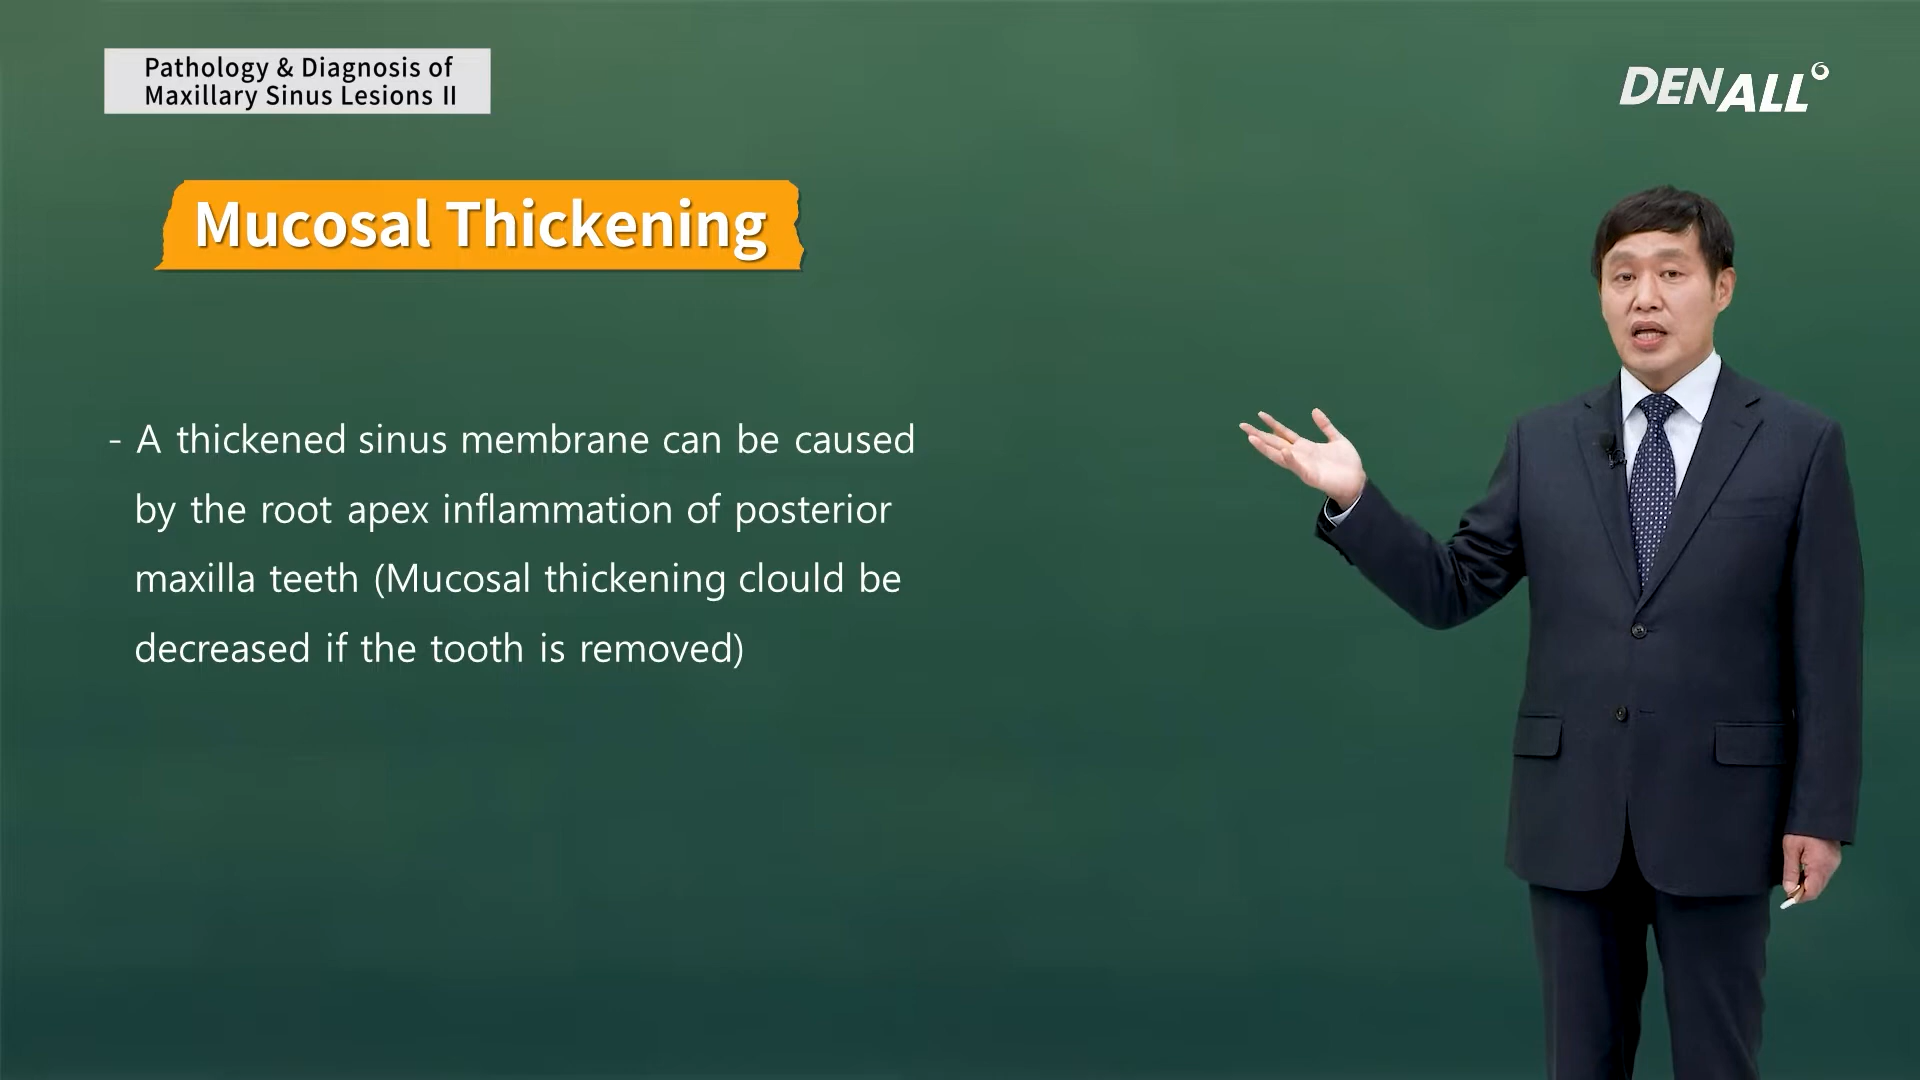 Pathology & Diagnosis of
Maxillary Sinus Lesions II
DENALL
Mucosal Thickening
- A thickened sinus membrane can be caused
by the root apex inflammation of posterior
maxilla teeth (Mucosal thickening clould be
decreased if the tooth is removed)